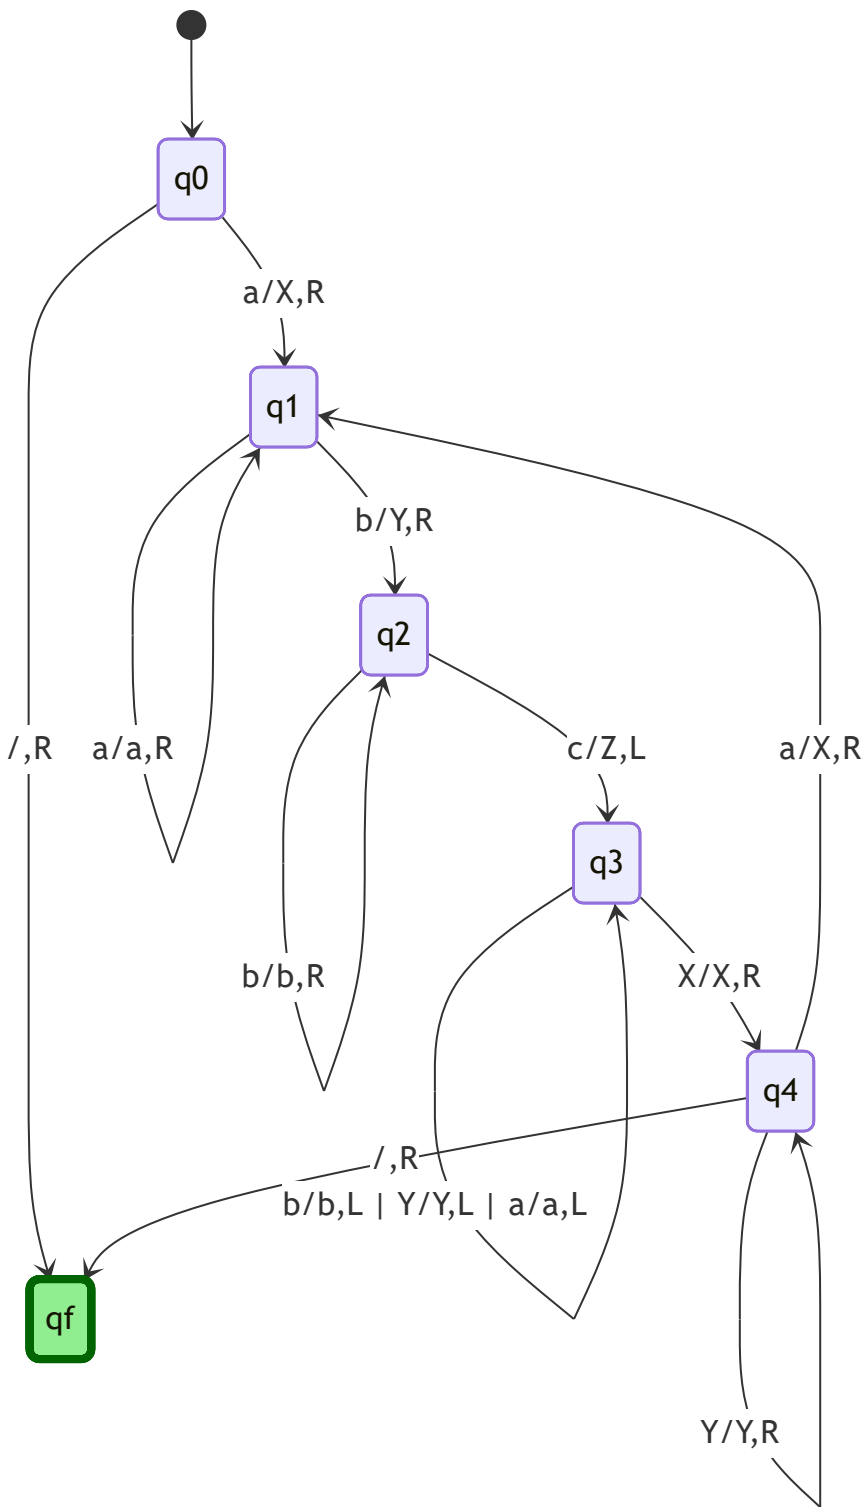 q0
a/X,R
q1
b/Y,R
q2
/,R
a/a,R
c/Z,L
a/X,R
q3
b/b,R
X/X,R
q4
/,R
b/b,L | Y/Y,L | a/a,L
qf
Y/Y,R